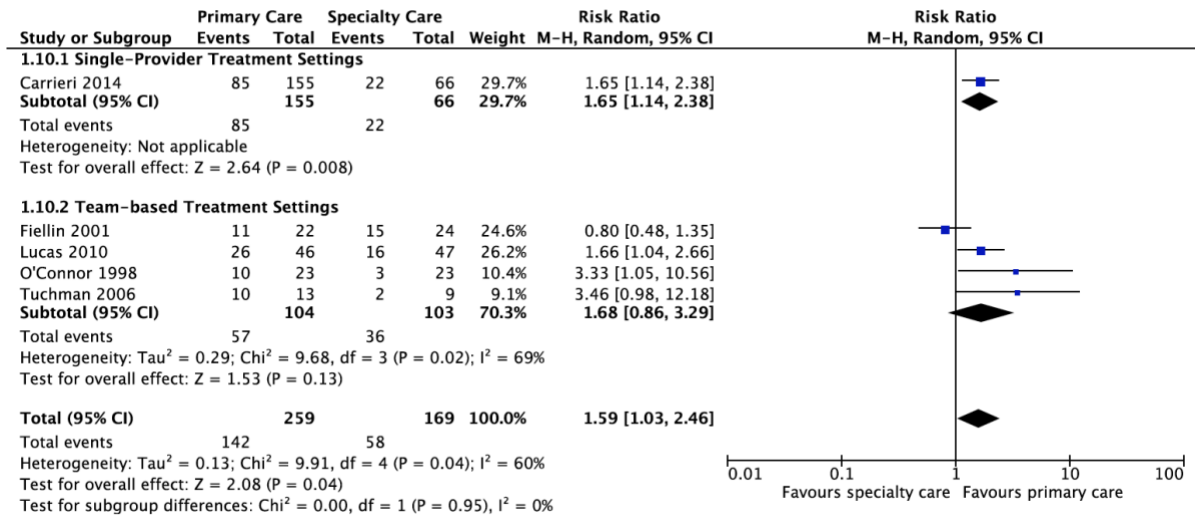 Primary Care Specialty Care Risk Ratio Risk Ratio
Study or Subgroup Events Total Events Total Weight M-H, Random, 95% CI M-H, Random, 95% CI
1.10.1 Single-Provider Treatment Settings
Carrieri 2014 85 155 22 66 29.7% 1.65 [1.14, 2.38]
Subtotal (95% CI) 155 66 29.7% 1.65 [1.14, 2.38]
Total events 85 22
Heterogeneity: Not applicable
Test for overall effect: Z = 2.64 (P = 0.008)
1.10.2 Team-based Treatment Settings
Fiellin 2001 11 22 15 24 24.6% 0.80 [0.48, 1.35]
Lucas 2010 26 46 16 47 26.2% 1.66 [1.04, 2.66]
O'Connor 1998 10 23 3 23 10.4% 3.33 [1.05, 10.56]
Tuchman 2006 10 13 2 9 9.1% 3.46 [0.98, 12.18]
Subtotal (95% CI) 104 103 70.3% 1.68 [0.86, 3.29]
Total events 57 36
Heterogeneity: Tau² = 0.29; Chi² = 9.68, df = 3 (P = 0.02); I² = 69%
Test for overall effect: Z = 1.53 (P = 0.13)
Total (95% CI) 259 169 100.0% 1.59 [1.03, 2.46]
Total events 142 58
Heterogeneity: Tau² = 0.13; Chi² = 9.91, df = 4 (P = 0.04); I² = 60%
Test for overall effect: Z = 2.08 (P = 0.04)
Test for subgroup differences: Chi² = 0.00, df = 1 (P = 0.95), I² = 0%
0.01 0.1 1 10 100
Favours specialty care Favours primary care